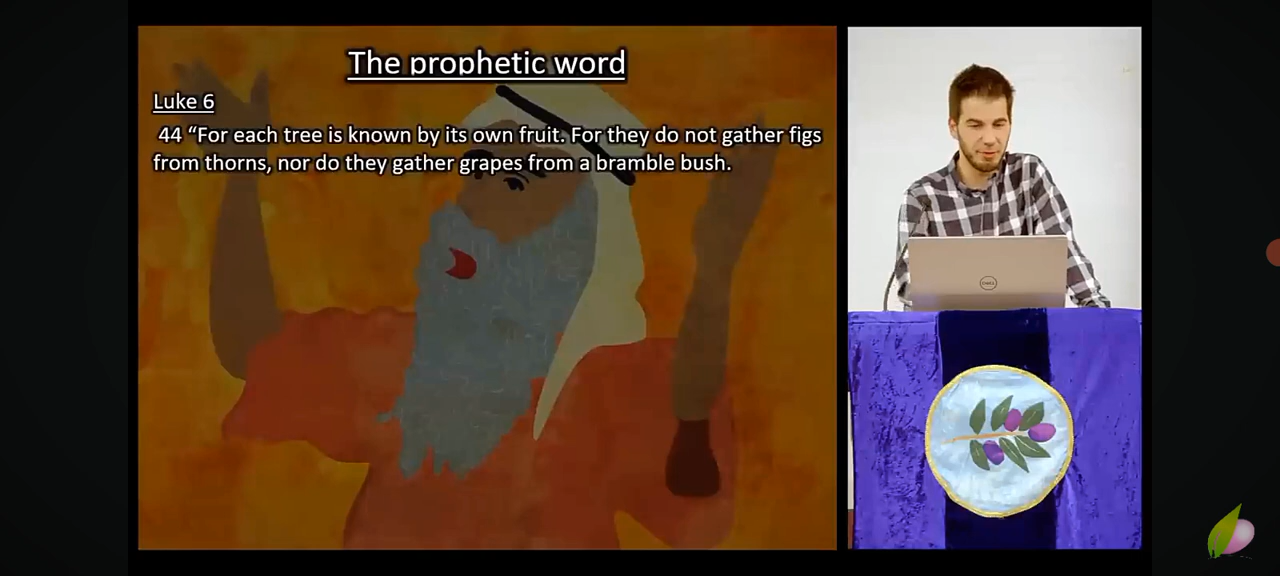 The prophetic word
Luke 6
44 “For each tree is known by its own fruit. For they do not gather figs
from thorns, nor do they gather grapes from a bramble bush.
DELL